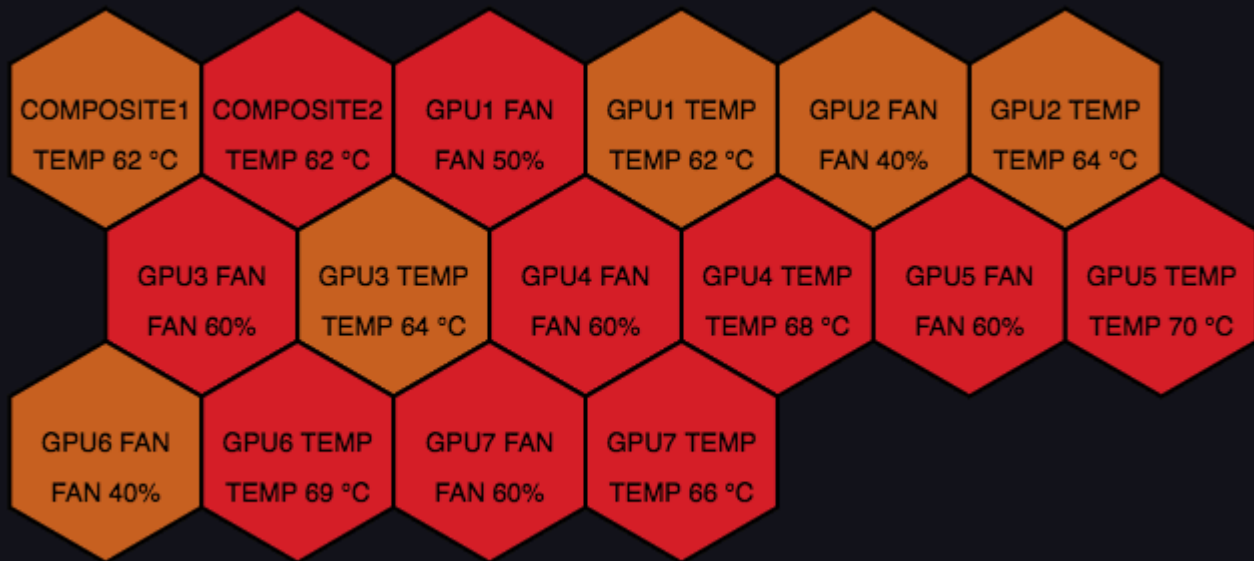 COMPOSITE1
TEMP 62 °C
COMPOSITE2
TEMP 62 °C
GPU1 FAN
FAN 50%
GPU1 TEMP
TEMP 62 °C
GPU2 FAN
FAN 40%
GPU2 TEMP
TEMP 64 °C
GPU3 FAN
FAN 60%
GPU3 TEMP
TEMP 64 °C
GPU4 FAN
FAN 60%
GPU4 TEMP
TEMP 68 °C
GPU5 FAN
FAN 60%
GPU5 TEMP
TEMP 70 °C
GPU6 FAN
FAN 40%
GPU6 TEMP
TEMP 69 °C
GPU7 FAN
FAN 60%
GPU7 TEMP
TEMP 66 °C